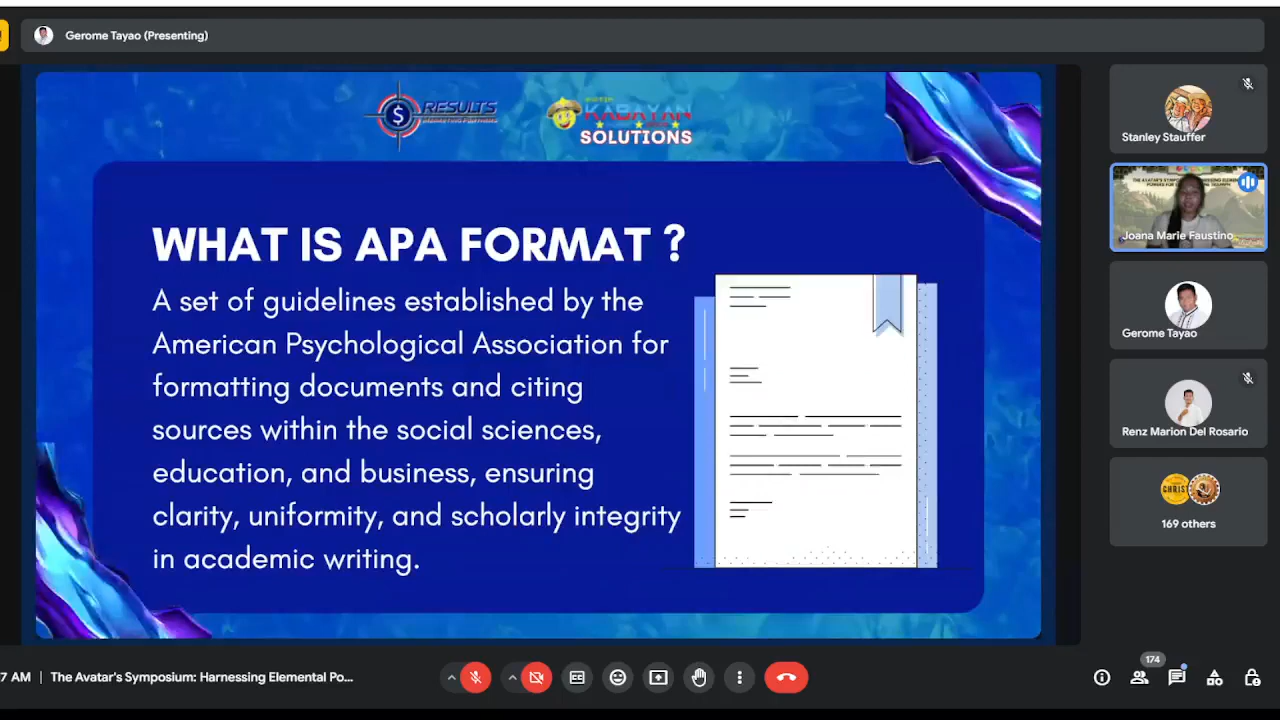 Gerome Tayao (Presenting)
RESULTS
KABAYAN
SOLUTIONS
WHAT IS APA FORMAT ?
A set of guidelines established by the
American Psychological Association for
formatting documents and citing
sources within the social sciences,
education, and business, ensuring
clarity, uniformity, and scholarly integrity
in academic writing.
Stanley Stauffer
Joana Marie Faustino
Gerome Tayao
Renz Marion Del Rosario
CHRIST
169 others
7 AM | The Avatar's Symposium: Harnessing Elemental Po...
174